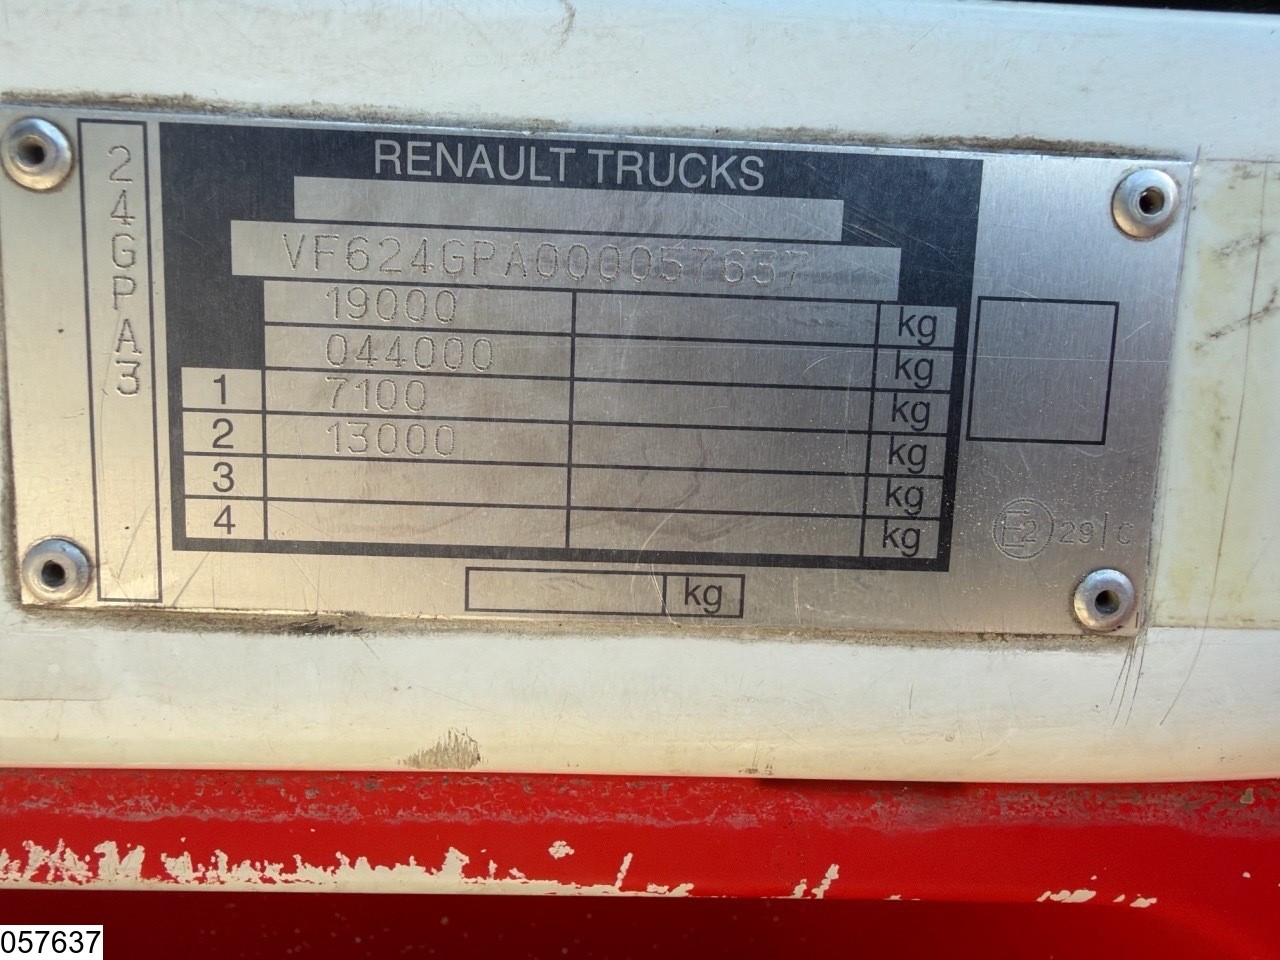 24GPA3
RENAULT TRUCKS
VF624GPA000057637
19000 kg
044000 kg
1 7100 kg
2 13000 kg
3 kg
4 kg
kg
E2 29/C
057637